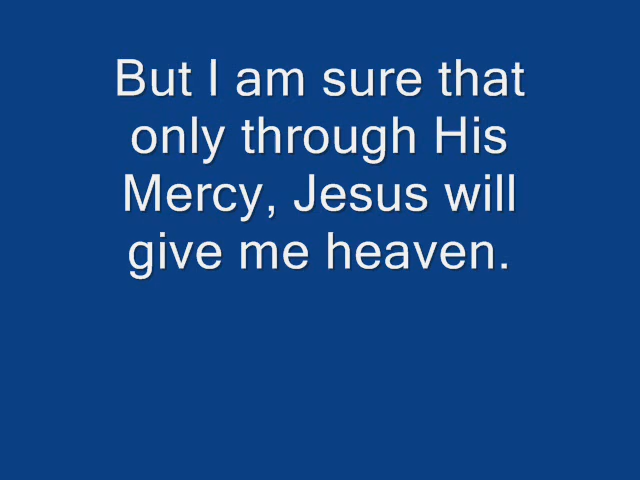 But I am sure that
only through His
Mercy, Jesus will
give me heaven.